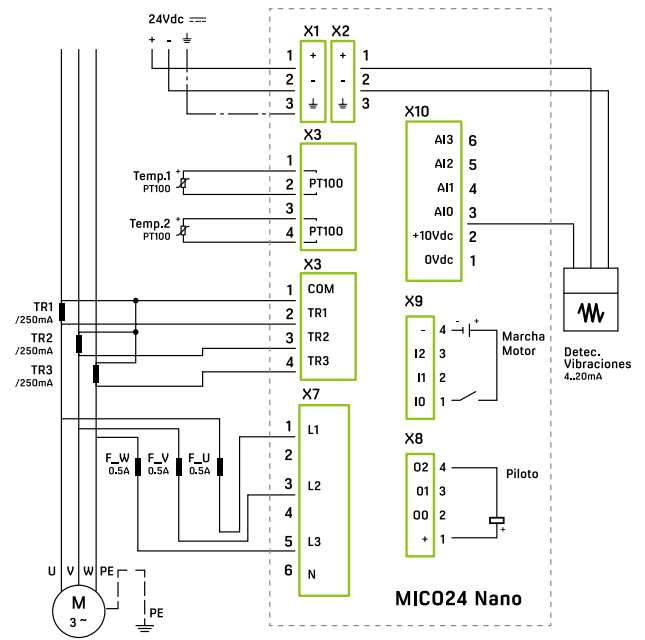 24Vdc
+ - 
X1 X2
1 + + 1
2 - - 2
3 3
X3
1
Temp.1 +
PT100
2 PT100
3
Temp.2 +
PT100
4 PT100
X3
1 COM
TR1
/250mA
2 TR1
TR2
/250mA
3 TR2
TR3
/250mA
4 TR3
X7
1 L1
2
F_W F_V F_U
0.5A 0.5A 0.5A
3 L2
4
5 L3
6 N
U V W PE
M
3 ~
PE
X10
AI3 6
AI2 5
AI1 4
AI0 3
+10Vdc 2
0Vdc 1
X9
- 4 - +
I2 3
I1 2
I0 1
Marcha
Motor
Detec.
Vibraciones
4..20mA
X8
O2 4
O1 3
O0 2
+ 1
Piloto
+
MICO24 Nano